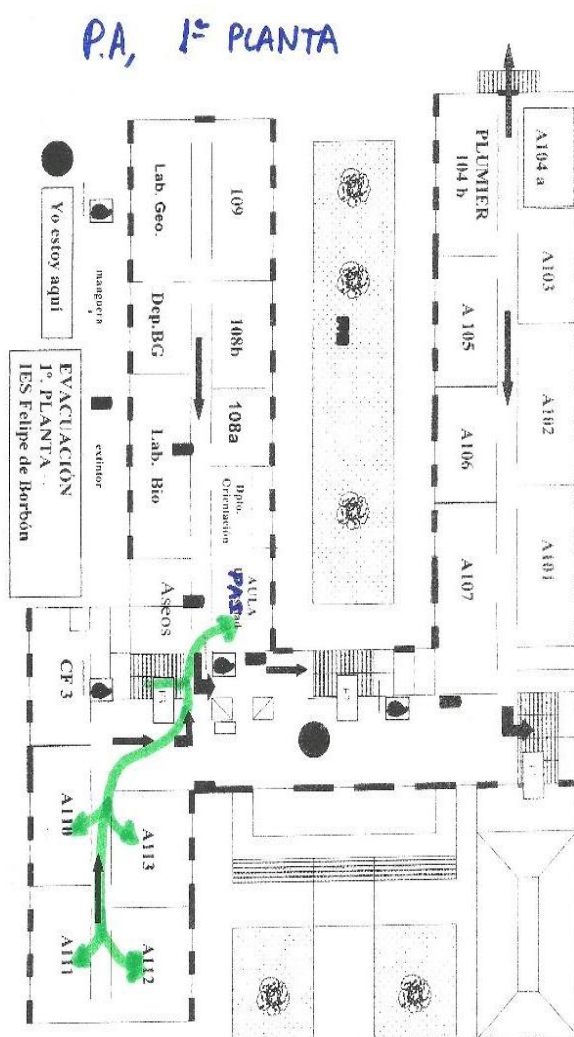 P.A, 1ª PLANTA
A104 a
PLUMIER
104 b
A103
A 105
A102
A106
A101
A107
109
Lab. Geo.
108b
Dep.BG
108a
Lab. Bio
Dpto.
Orientación
AULA
PAS
Aseos
CF 3
A110
A113
A111
A112
Yo estoy aquí
manguera
extintor
EVACUACIÓN
1º. PLANTA
IES Felipe de Borbón